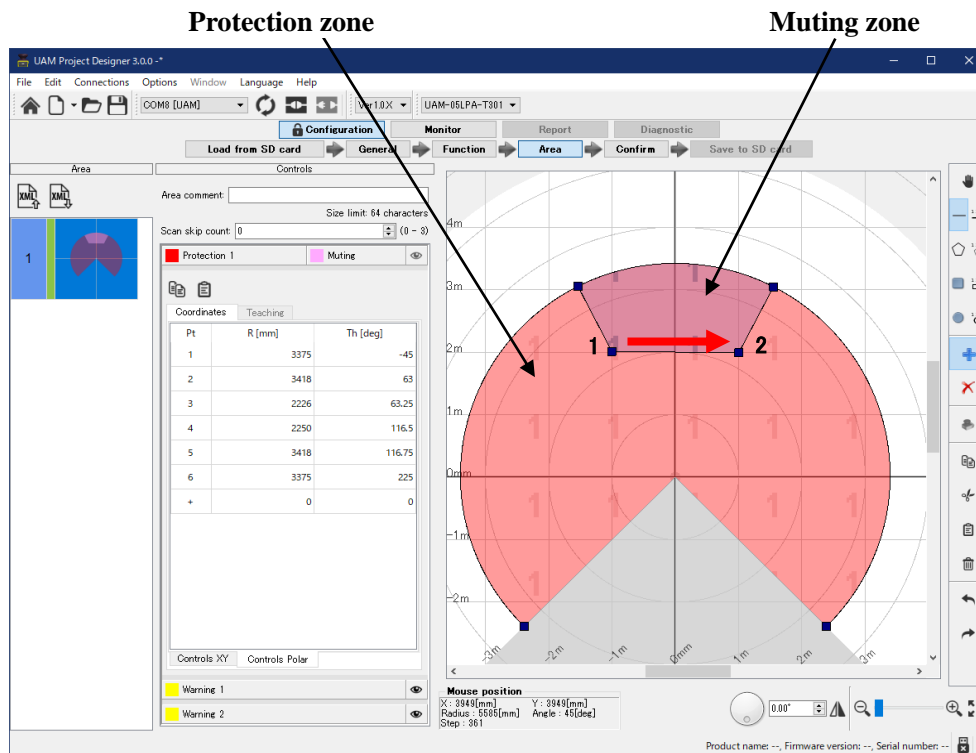 Protection zone
Muting zone
UAM Project Designer 3.0.0 -*
File Edit Connections Options Window Language Help
COM8 [UAM]
Ver1.0X
UAM-05LPA-T301
Configuration
Monitor
Report
Diagnostic
Load from SD card
General
Function
Area
Confirm
Save to SD card
Area
Controls
XML XML
1
Area comment:
Size limit: 64 characters
Scan skip count: 0 (0 - 3)
Protection 1
Muting
Coordinates
Teaching
Pt R [mm] Th [deg]
1 3375 -45
2 3418 63
3 2226 63.25
4 2250 116.5
5 3418 116.75
6 3375 225
+ 0 0
Controls XY
Controls Polar
Warning 1
Warning 2
4m
3m
2m
1m
0mm
-1m
-2m
-3m
-2m
-1m
0mm
1m
2m
3m
1
2
Mouse position
X : 3949[mm] Y : 3949[mm]
Radius : 5585[mm] Angle : 45[deg]
Step : 361
0.00°
Product name: --, Firmware version: --, Serial number: --